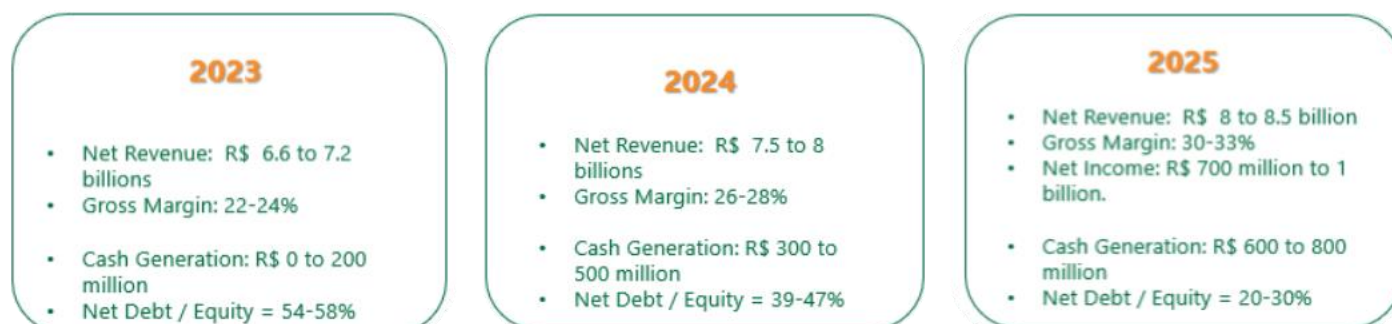 2023
• Net Revenue: R$ 6.6 to 7.2
billions
• Gross Margin: 22-24%
• Cash Generation: R$ 0 to 200
million
• Net Debt / Equity = 54-58%
2024
• Net Revenue: R$ 7.5 to 8
billions
• Gross Margin: 26-28%
• Cash Generation: R$ 300 to
500 million
• Net Debt / Equity = 39-47%
2025
• Net Revenue: R$ 8 to 8.5 billion
• Gross Margin: 30-33%
• Net Income: R$ 700 million to 1
billion.
• Cash Generation: R$ 600 to 800
million
• Net Debt / Equity = 20-30%